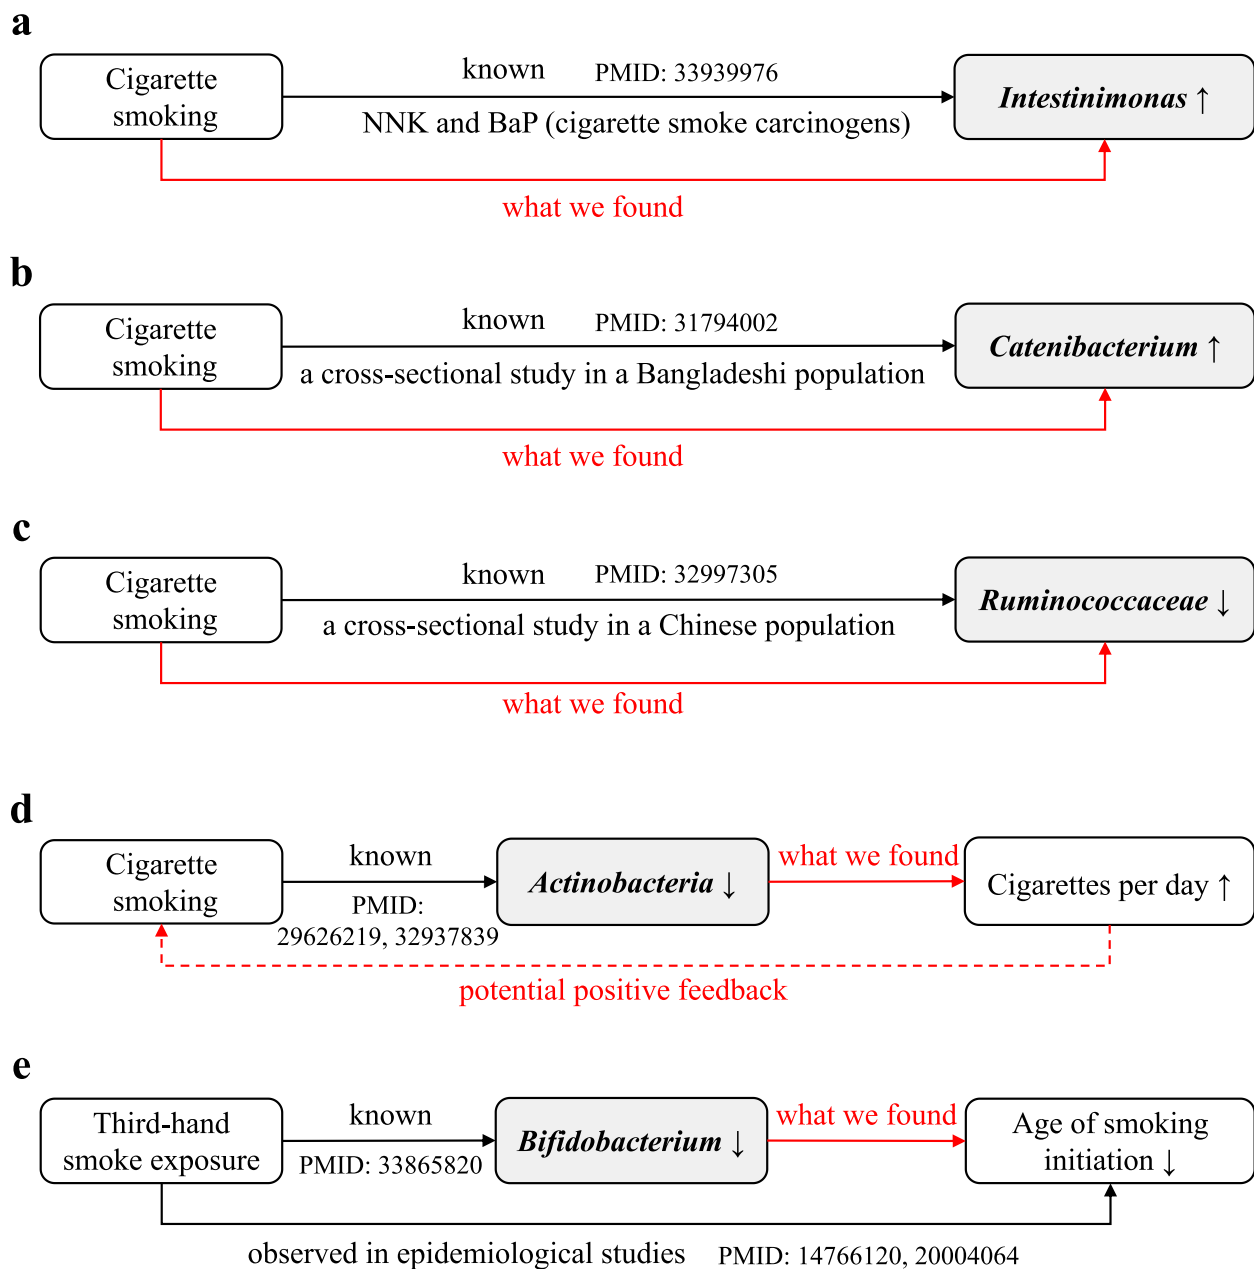 a
Cigarette
smoking
known PMID: 33939976
NNK and BaP (cigarette smoke carcinogens)
Intestinimonas ↑
what we found
b
Cigarette
smoking
known PMID: 31794002
a cross-sectional study in a Bangladeshi population
Catenibacterium ↑
what we found
c
Cigarette
smoking
known PMID: 32997305
a cross-sectional study in a Chinese population
Ruminococcaceae ↓
what we found
d
Cigarette
smoking
known
PMID:
29626219, 32937839
Actinobacteria ↓
what we found
Cigarettes per day ↑
potential positive feedback
e
Third-hand
smoke exposure
known
PMID: 33865820
Bifidobacterium ↓
what we found
Age of smoking
initiation ↓
observed in epidemiological studies PMID: 14766120, 20004064